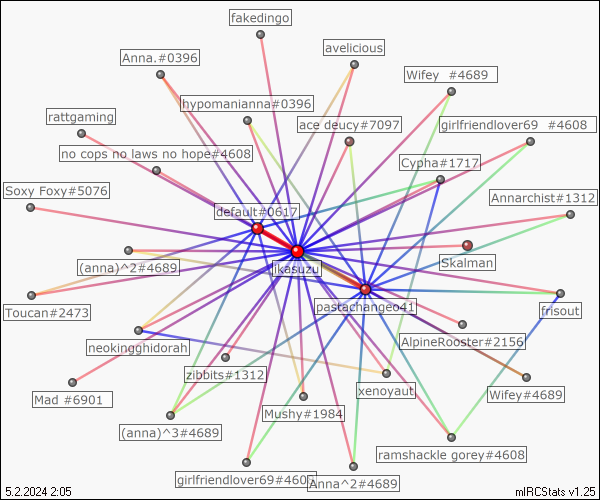 fakedingo
avelicious
Anna.#0396
Wifey #4689
hypomanianna#0396
rattgaming
ace deucy#7097
girlfriendlover69 #4608
no cops no laws no hope#4608
Cypha#1717
Soxy Foxy#5076
Annarchist#1312
default#0617
Skalman
(anna)^2#4689
jikasuzu
pastachangeo41
Toucan#2473
frisout
AlpineRooster#2156
neokingghidorah
zibbits#1312
xenoyaut
Wifey#4689
Mad #6901
Mushy#1984
(anna)^3#4689
ramshackle gorey#4608
girlfriendlover69#4608
Anna^2#4689
5.2.2024 2:05
mIRCStats v1.25